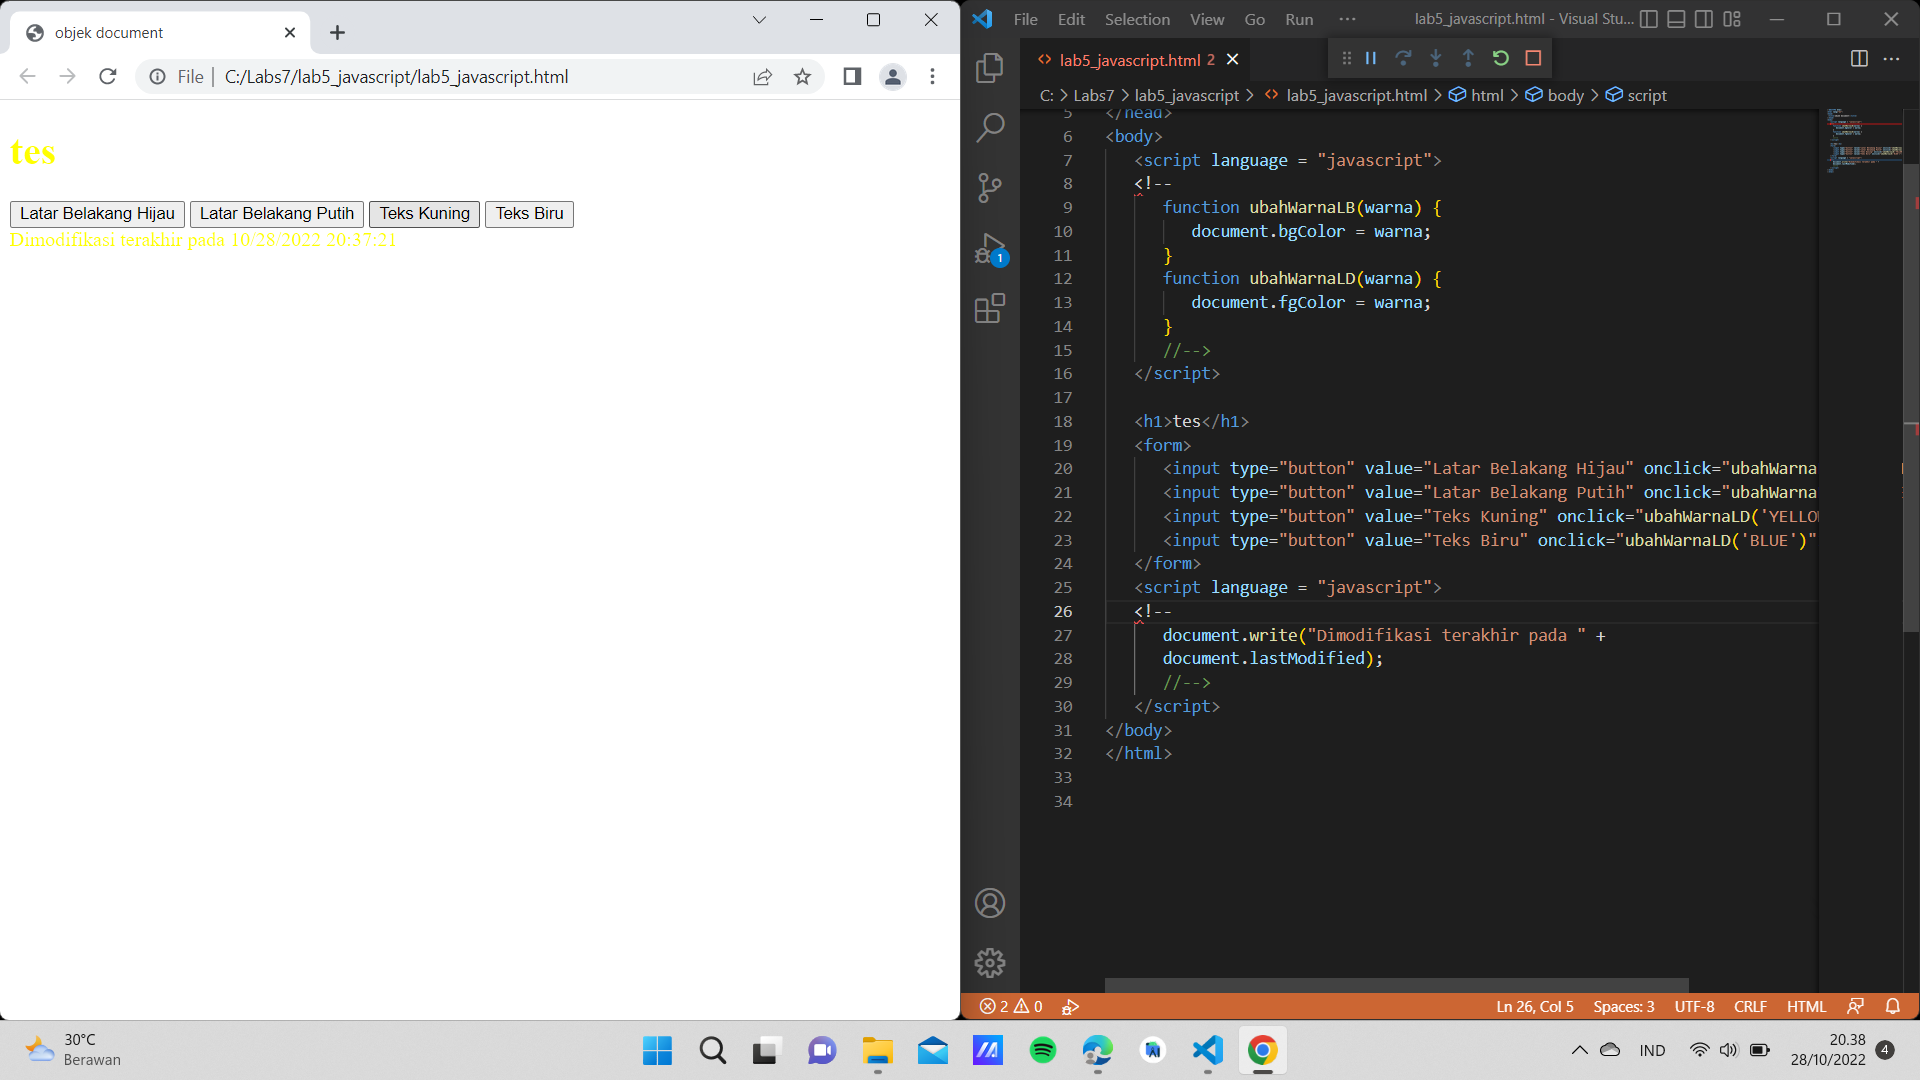 objek document
File
C:/Labs7/lab5_javascript/lab5_javascript.html
tes
Latar Belakang Hijau
Latar Belakang Putih
Teks Kuning
Teks Biru
Dimodifikasi terakhir pada 10/28/2022 20:37:21
File Edit Selection View Go Run ··· lab5_javascript.html - Visual Stu...
lab5_javascript.html 2
C: > Labs7 > lab5_javascript > lab5_javascript.html > html > body > script
5 </head>
6 <body>
7 <script language = "javascript">
8 <!--
9 function ubahWarnaLB(warna) {
10 document.bgColor = warna;
11 }
12 function ubahWarnaLD(warna) {
13 document.fgColor = warna;
14 }
15 //-->
16 </script>
17
18 <h1>tes</h1>
19 <form>
20 <input type="button" value="Latar Belakang Hijau" onclick="ubahWarna
21 <input type="button" value="Latar Belakang Putih" onclick="ubahWarna
22 <input type="button" value="Teks Kuning" onclick="ubahWarnaLD('YELLO
23 <input type="button" value="Teks Biru" onclick="ubahWarnaLD('BLUE')"
24 </form>
25 <script language = "javascript">
26 <!--
27 document.write("Dimodifikasi terakhir pada " +
28 document.lastModified);
29 //-->
30 </script>
31 </body>
32 </html>
33
34
1
2 0
Ln 26, Col 5 Spaces: 3 UTF-8 CRLF HTML
30°C
Berawan
IND
20.38
28/10/2022
4